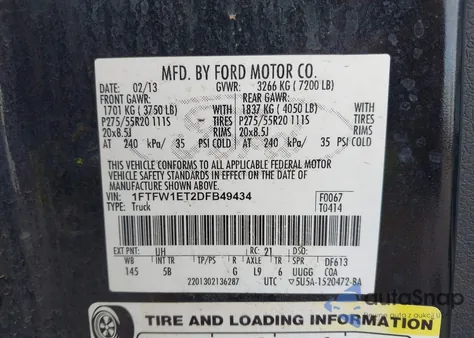 MFD. BY FORD MOTOR CO.
DATE: 02/13 GVWR: 3266 KG ( 7200 LB)
FRONT GAWR: REAR GAWR:
1701 KG ( 3750 LB) WITH 1837 KG ( 4050 LB) WITH
P275/55R20 111S TIRES P275/55R20 111S TIRES
20x8.5J RIMS 20x8.5J RIMS
AT 240 kPa/ 35 PSI COLD AT 240 kPa/ 35 PSI COLD
THIS VEHICLE CONFORMS TO ALL APPLICABLE FEDERAL MOTOR
VEHICLE SAFETY STANDARDS IN EFFECT ON THE DATE OF
MANUFACTURE SHOWN ABOVE.
VIN: 1FTFW1ET2DFB49434 F0067
TYPE: Truck T0414
EXT PNT: UH RC: 21 DSO:
WB INT TR TP/PS R AXLE TR SPR DF613
145 5B G L9 6 UUGG C0A
2201302136287 UTC 5U5A-1520472-BA
autoSnap
TIRE AND LOADING INFORMATION